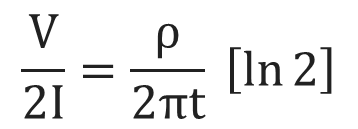 V/2I = ρ/2πt [ln 2]